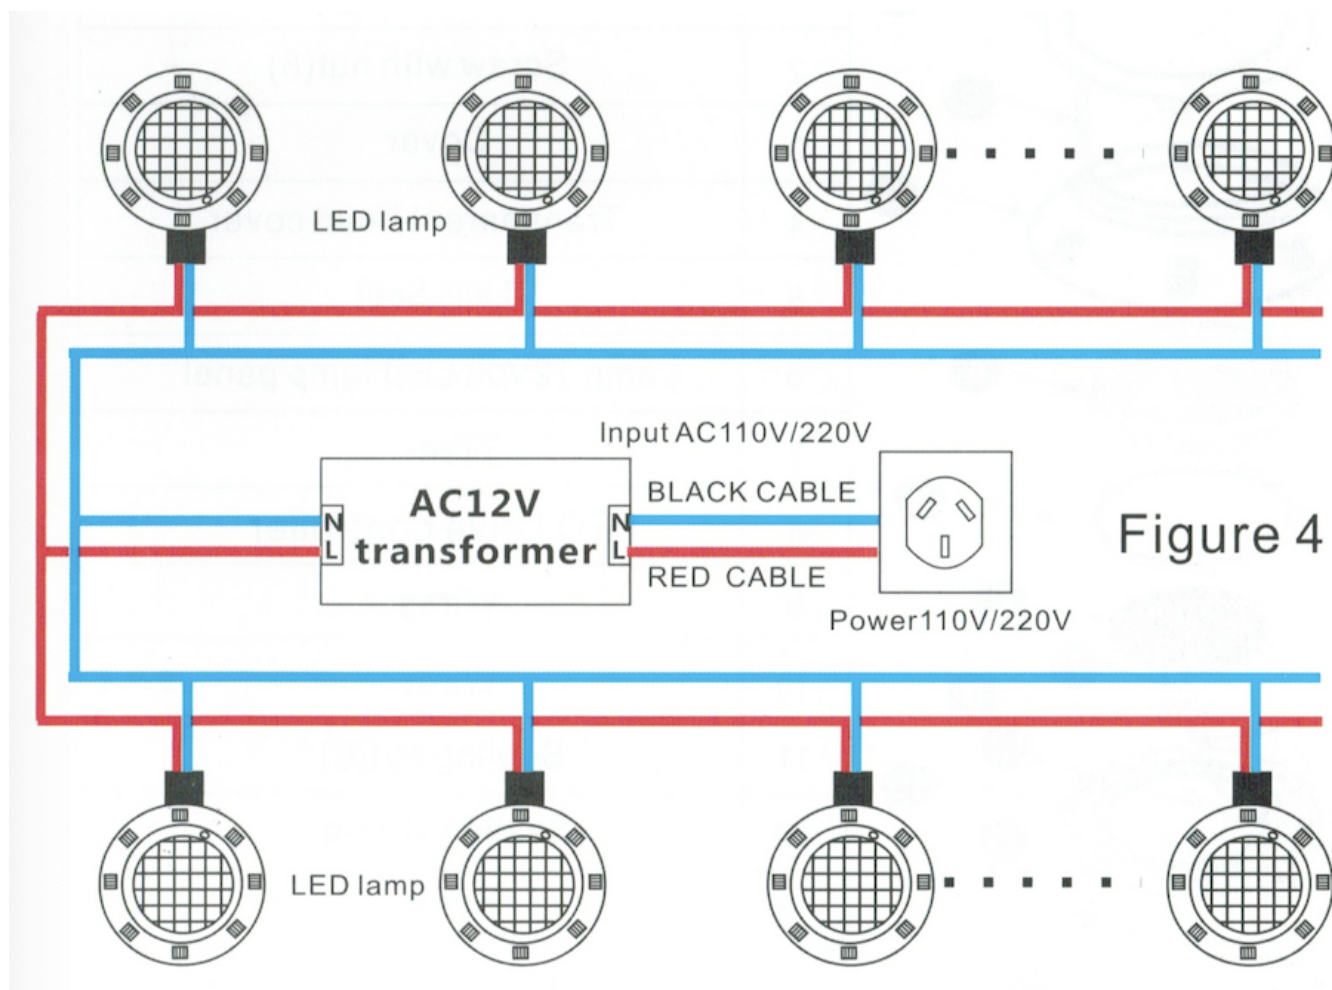 LED lamp
Input AC110V/220V
BLACK CABLE
AC12V
transformer
N
L
N
L
RED CABLE
Figure 4
Power110V/220V
LED lamp